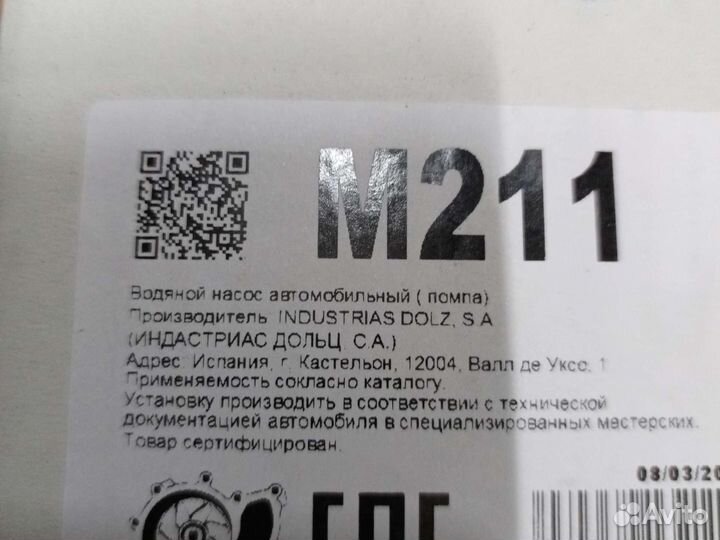 M211
Водяной насос автомобильный ( помпа)
Производитель: INDUSTRIAS DOLZ, S.A
(ИНДАСТРИАС ДОЛЬЦ, С.А.)
Адрес: Испания, г. Кастельон, 12004, Валл де Уксо, 1
Применяемость согласно каталогу.
Установку производить в соответствии с технической
документацией автомобиля в специализированных мастерских.
Товар сертифицирован.
08/03/20
Avito